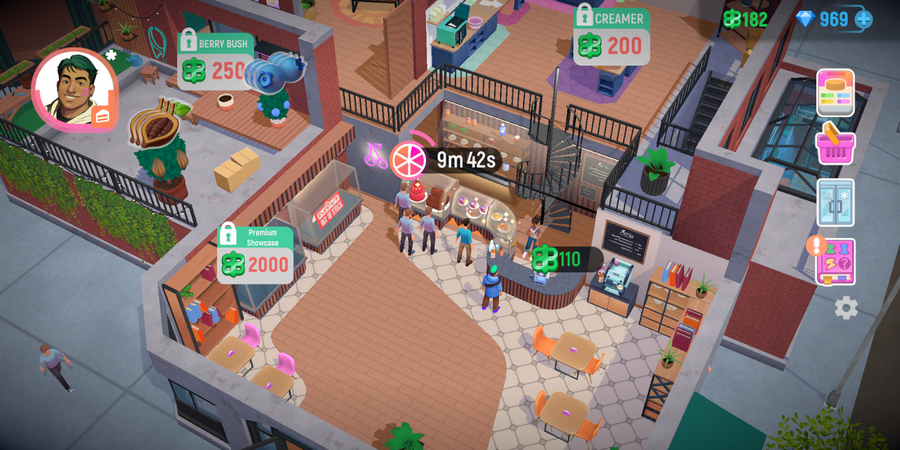 CREAMER
200
182
969
BERRY BUSH
250
9m 42s
Premium
Showcase
2000
110